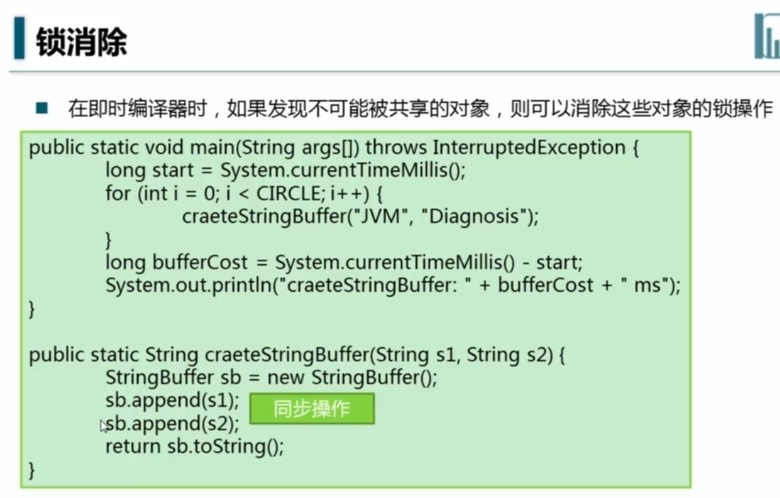 锁消除
在即时编译器时，如果发现不可能被共享的对象，则可以消除这些对象的锁操作
public static void main(String args[]) throws InterruptedException {
long start = System.currentTimeMillis();
for (int i = 0; i < CIRCLE; i++) {
craeteStringBuffer("JVM", "Diagnosis");
}
long bufferCost = System.currentTimeMillis() - start;
System.out.println("craeteStringBuffer: " + bufferCost + " ms");
}
public static String craeteStringBuffer(String s1, String s2) {
StringBuffer sb = new StringBuffer();
sb.append(s1);
同步操作
sb.append(s2);
return sb.toString();
}